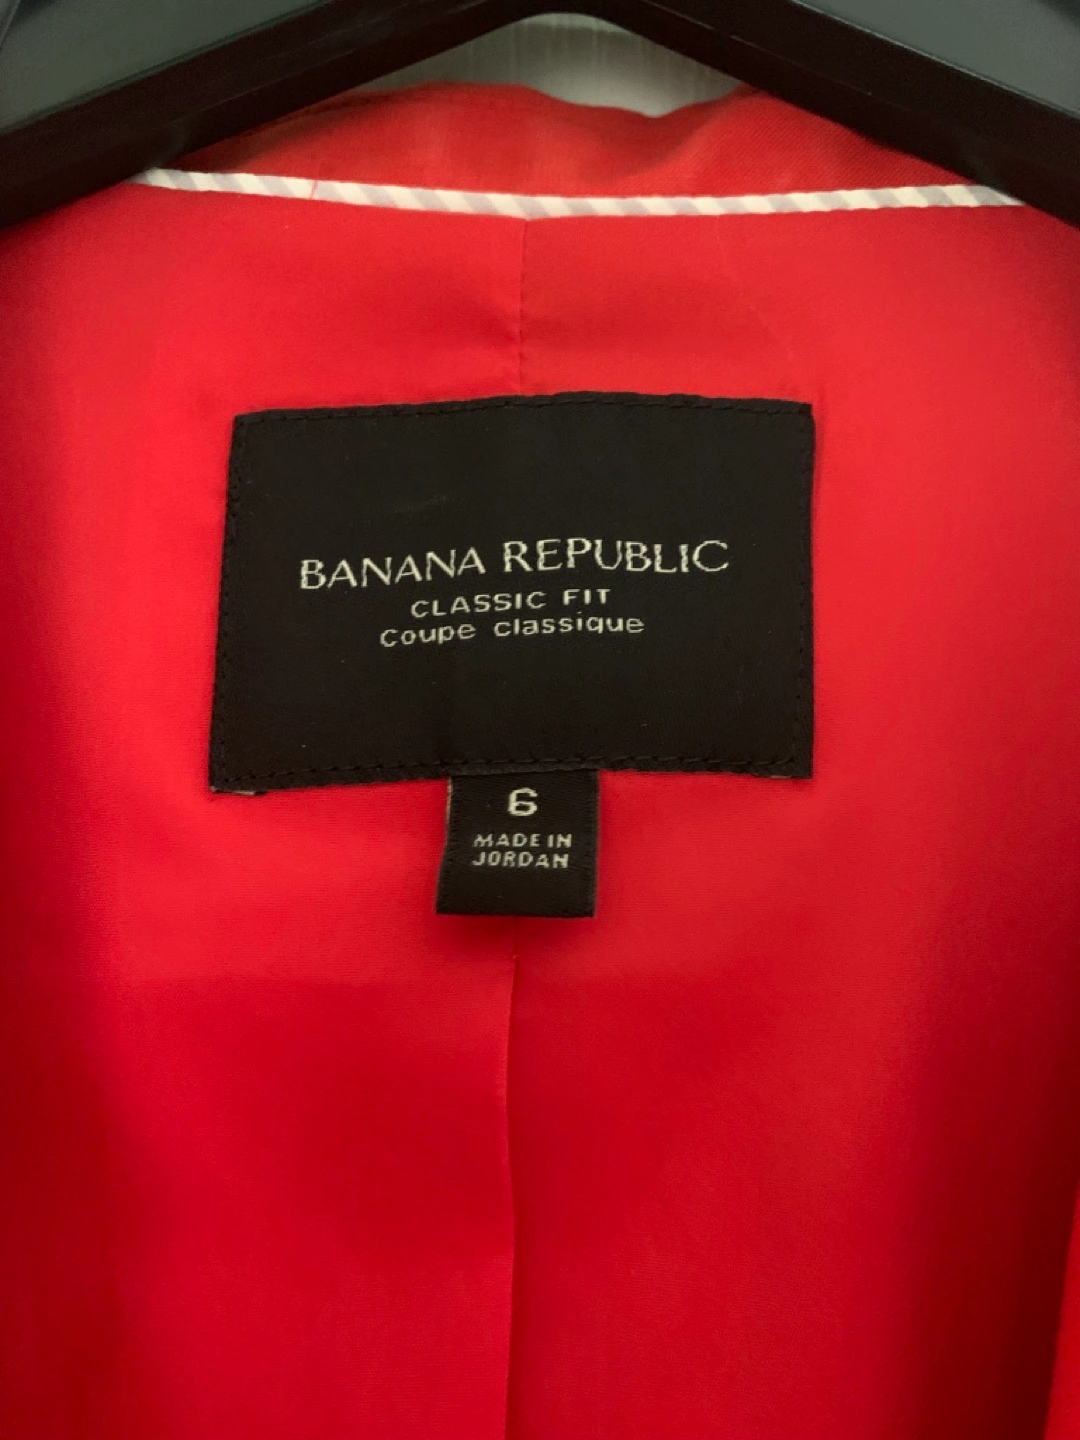 BANANA REPUBLIC
CLASSIC FIT
Coupe classique
6
MADE IN
JORDAN